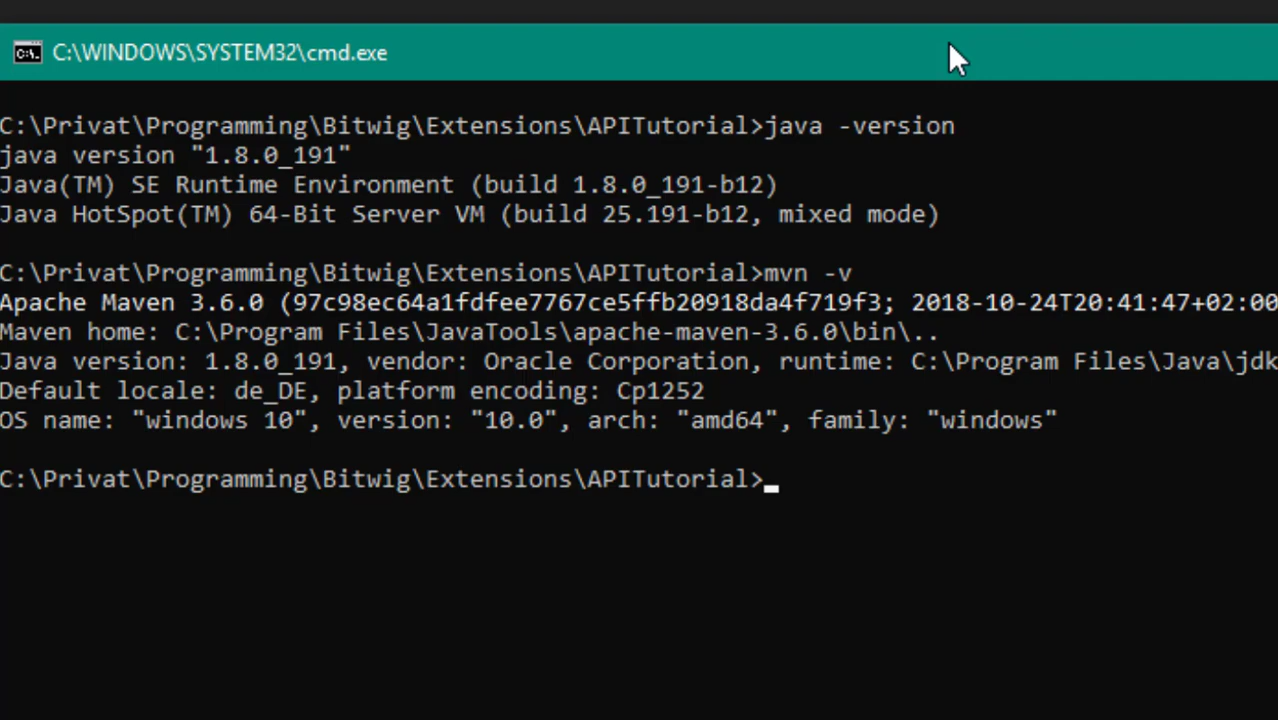 C:\WINDOWS\SYSTEM32\cmd.exe
C:\Privat\Programming\Bitwig\Extensions\APITutorial>java -version
java version "1.8.0_191"
Java(TM) SE Runtime Environment (build 1.8.0_191-b12)
Java HotSpot(TM) 64-Bit Server VM (build 25.191-b12, mixed mode)
C:\Privat\Programming\Bitwig\Extensions\APITutorial>mvn -v
Apache Maven 3.6.0 (97c98ec64a1fdfee7767ce5ffb20918da4f719f3; 2018-10-24T20:41:47+02:00
Maven home: C:\Program Files\JavaTools\apache-maven-3.6.0\bin\..
Java version: 1.8.0_191, vendor: Oracle Corporation, runtime: C:\Program Files\Java\jdk
Default locale: de_DE, platform encoding: Cp1252
OS name: "windows 10", version: "10.0", arch: "amd64", family: "windows"
C:\Privat\Programming\Bitwig\Extensions\APITutorial>